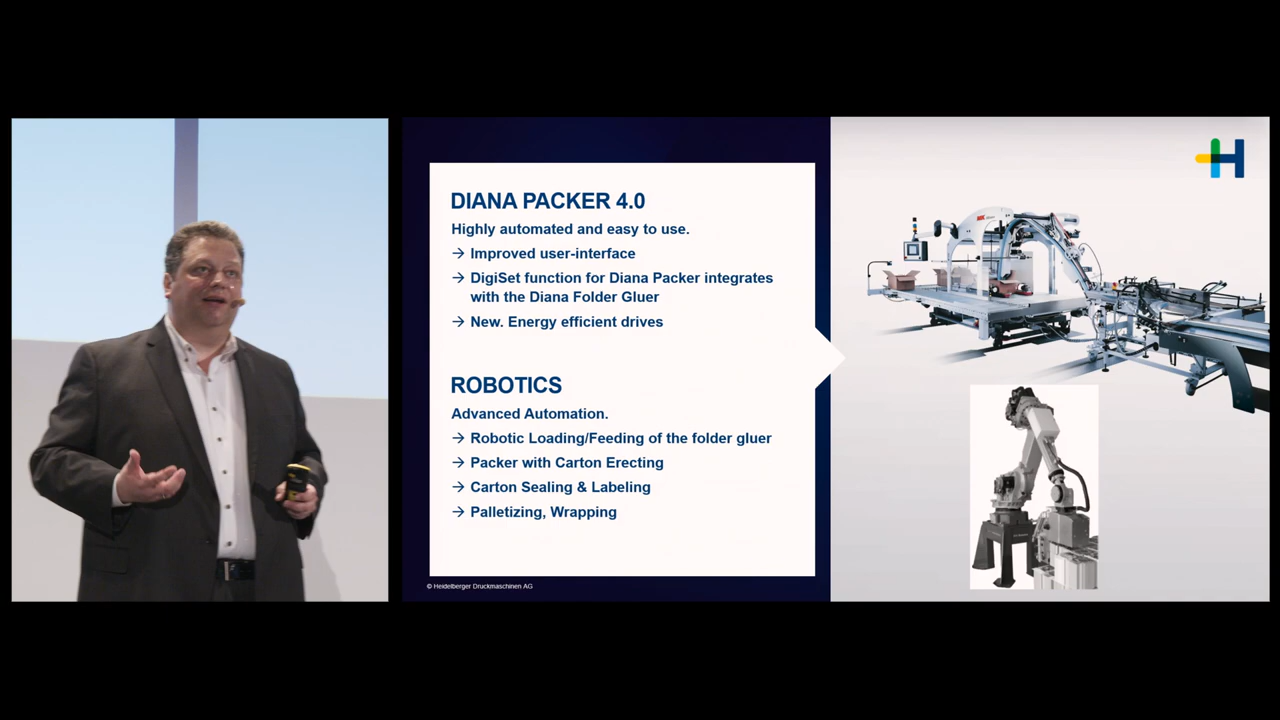 DIANA PACKER 4.0
Highly automated and easy to use.
→ Improved user-interface
→ DigiSet function for Diana Packer integrates
with the Diana Folder Gluer
→ New. Energy efficient drives
ROBOTICS
Advanced Automation.
→ Robotic Loading/Feeding of the folder gluer
→ Packer with Carton Erecting
→ Carton Sealing & Labeling
→ Palletizing, Wrapping
© Heidelberger Druckmaschinen AG